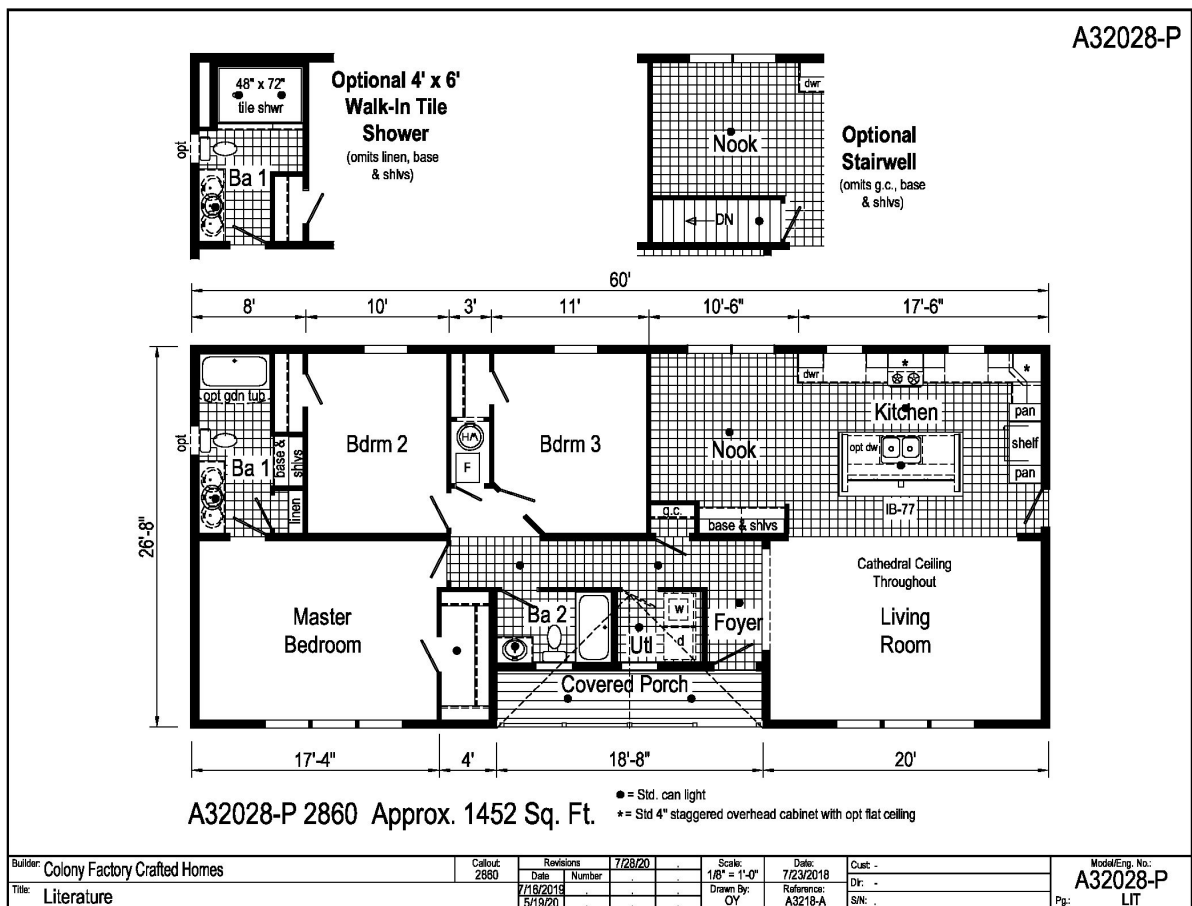 A32028-P
48" x 72"
tile shwr
opt
Ba 1
Optional 4' x 6'
Walk-In Tile
Shower
(omits linen, base
& shlvs)
dwr
Nook
DN
Optional
Stairwell
(omits g.c., base
& shlvs)
60'
8' 10' 3' 11' 10'-6" 17'-6"
26'-8"
opt gdn tub
opt
Ba 1
base &
shlvs
linen
Bdrm 2
F
Bdrm 3
Nook
g.c.
base & shlvs
dwr
*
*
Kitchen
opt dw
IB-77
pan
shelf
pan
Master
Bedroom
Ba 2
Utl
w
d
Foyer
Covered Porch
Cathedral Ceiling
Throughout
Living
Room
17'-4" 4' 18'-8" 20'
A32028-P 2860 Approx. 1452 Sq. Ft.
● = Std. can light
*= Std 4" staggered overhead cabinet with opt flat ceiling
Builder: Colony Factory Crafted Homes
Title: Literature
Callout:
2860
Revisions 7/28/20
Date Number
7/16/2019
5/19/20
Scale:
1/8" = 1'-0"
Drawn By:
OY
Date:
7/23/2018
Reference:
A3218-A
Cust: -
Dir: -
S/N: .
Model/Eng. No.:
A32028-P
Pg.: LIT